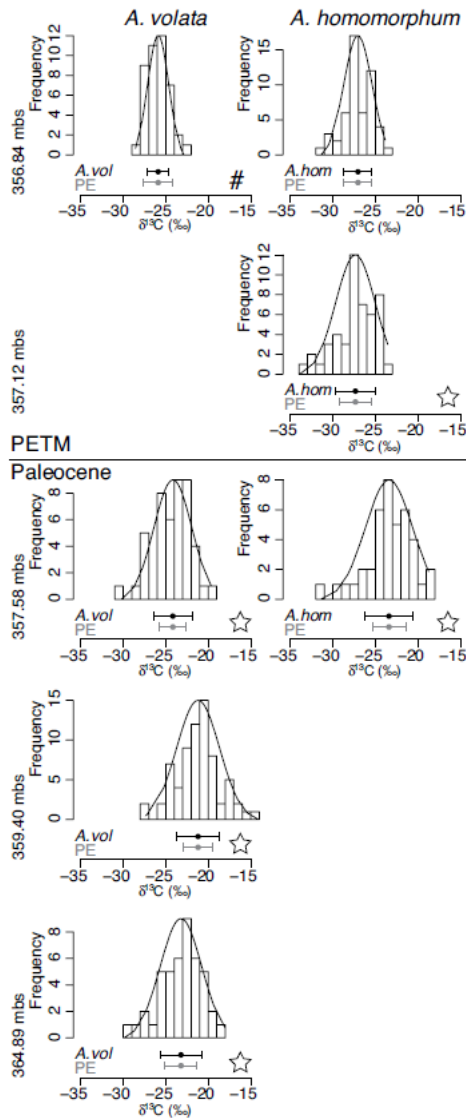 A. volata
A. homomorphum
356.84 mbs
Frequency
0 2 4 6 8 10 12
A.vol
PE
#
−35 −30 −25 −20 −15
δ¹³C (‰)
Frequency
0 5 10 15
A.hom
PE
−35 −30 −25 −20 −15
δ¹³C (‰)
357.12 mbs
Frequency
0 2 4 6 8 10 12
A.hom
PE
−35 −30 −25 −20 −15
δ¹³C (‰)
PETM
Paleocene
357.58 mbs
Frequency
0 2 4 6 8
A.vol
PE
−35 −30 −25 −20 −15
δ¹³C (‰)
Frequency
0 2 4 6 8
A.hom
PE
−35 −30 −25 −20 −15
δ¹³C (‰)
359.40 mbs
Frequency
0 5 10 15
A.vol
PE
−35 −30 −25 −20 −15
δ¹³C (‰)
364.89 mbs
Frequency
0 2 4 6 8
A.vol
PE
−35 −30 −25 −20 −15
δ¹³C (‰)